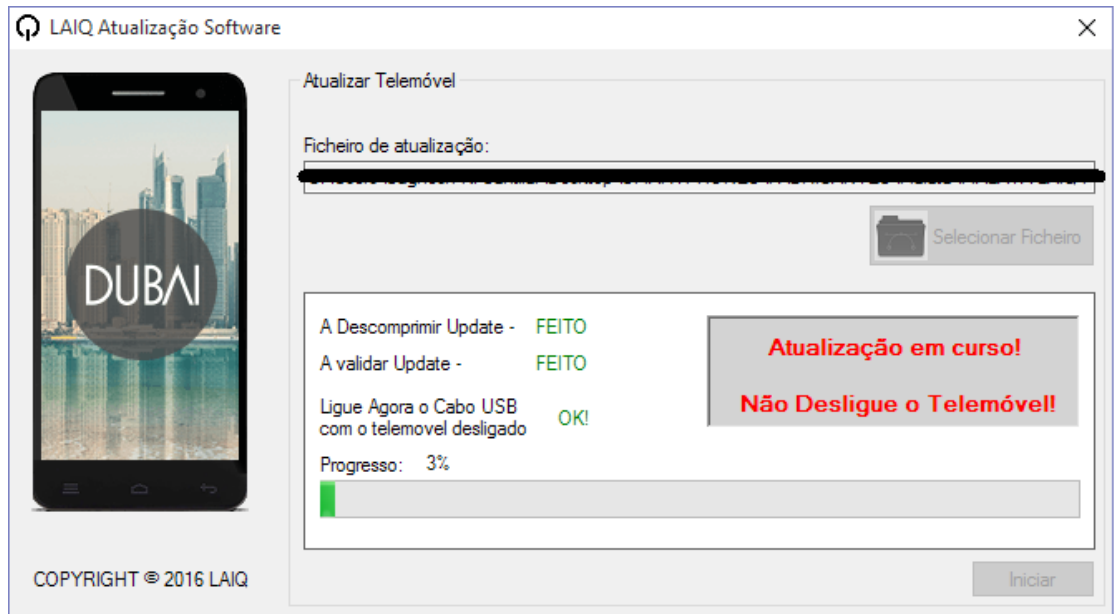 LAIQ Atualização Software
Atualizar Telemóvel
Ficheiro de atualização:
Selecionar Ficheiro
DUBAI
A Descomprimir Update - FEITO
A validar Update - FEITO
Ligue Agora o Cabo USB
com o telemovel desligado
OK!
Atualização em curso!
Não Desligue o Telemóvel!
Progresso: 3%
COPYRIGHT © 2016 LAIQ
Iniciar